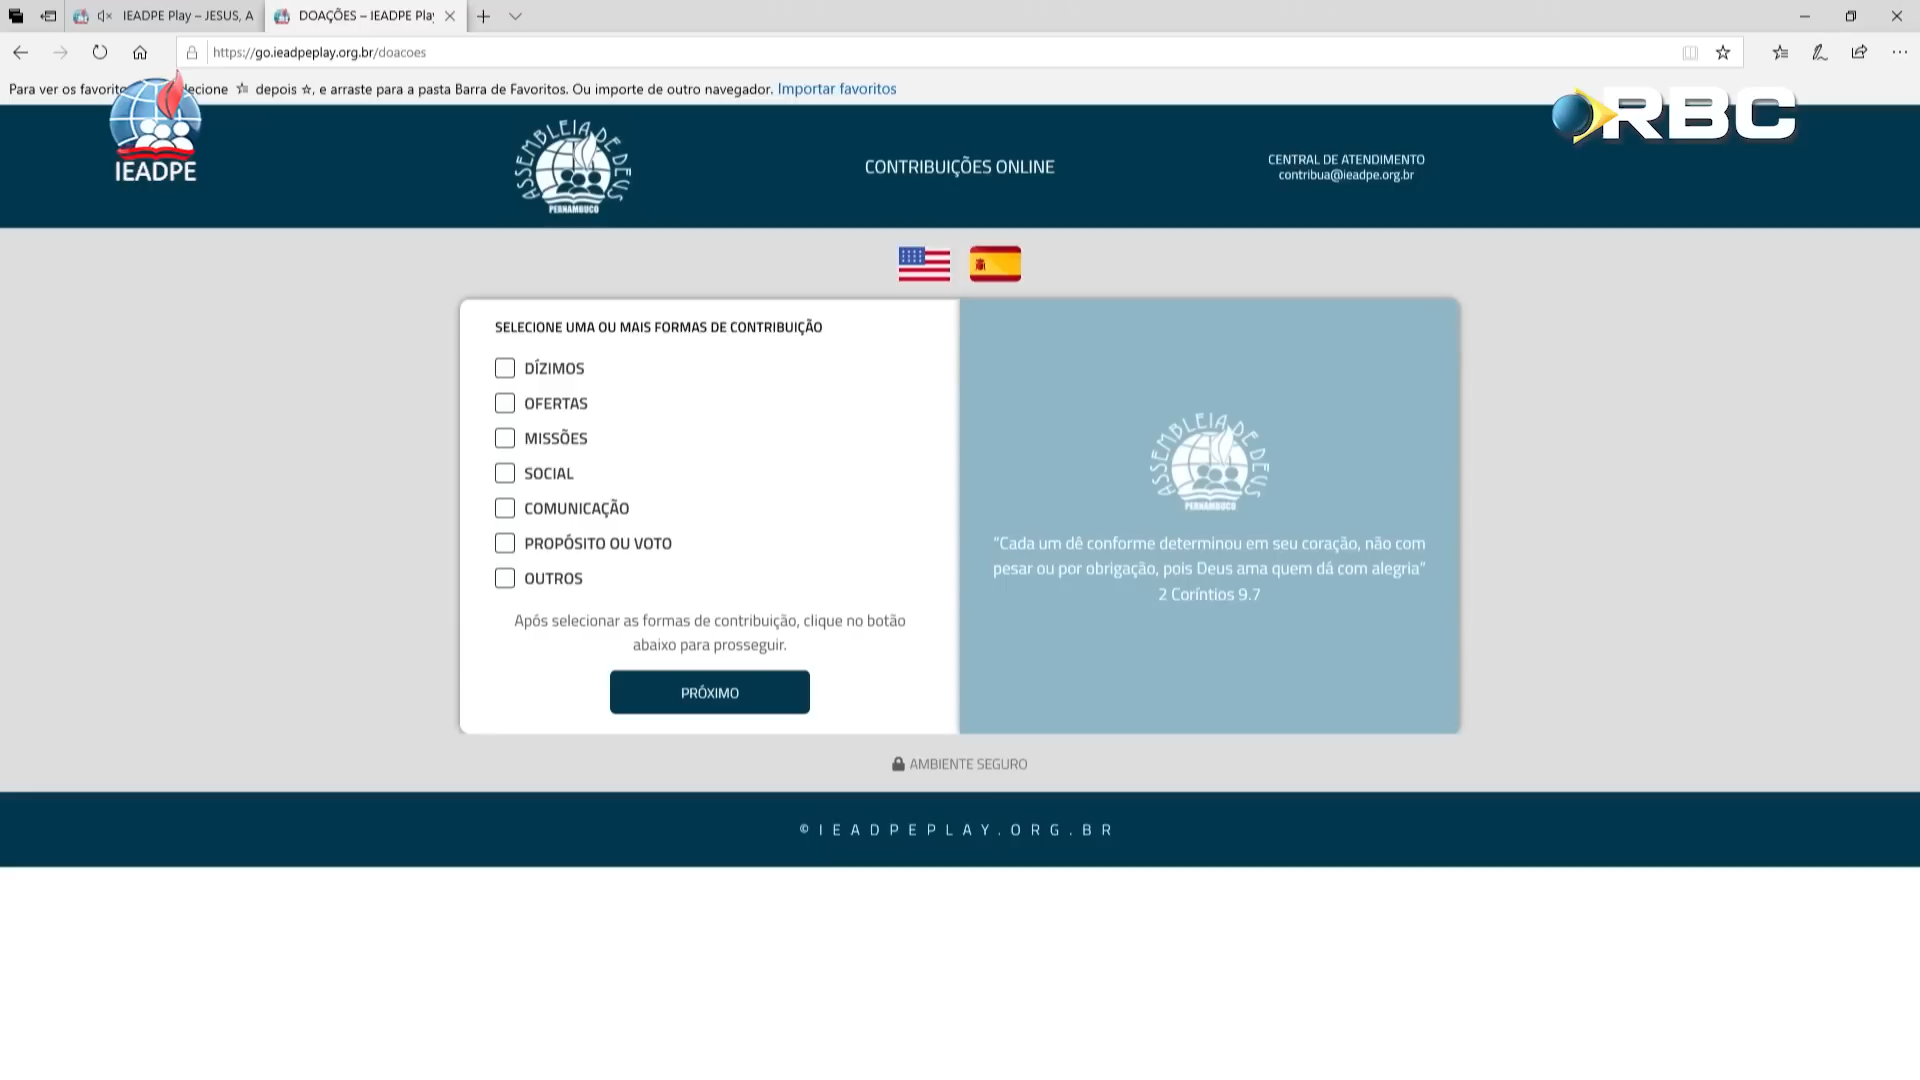 IEADPE Play – JESUS, A
DOAÇÕES – IEADPE Play
https://go.ieadpeplay.org.br/doacoes
Para ver os favorito lecione depois ☆, e arraste para a pasta Barra de Favoritos. Ou importe de outro navegador. Importar favoritos
IEADPE
RBC
ASSEMBLEIA DE DEUS
PERNAMBUCO
CONTRIBUIÇÕES ONLINE
CENTRAL DE ATENDIMENTO
contribua@ieadpe.org.br
SELECIONE UMA OU MAIS FORMAS DE CONTRIBUIÇÃO
DÍZIMOS
OFERTAS
MISSÕES
SOCIAL
COMUNICAÇÃO
PROPÓSITO OU VOTO
OUTROS
Após selecionar as formas de contribuição, clique no botão
abaixo para prosseguir.
PRÓXIMO
ASSEMBLEIA DE DEUS
PERNAMBUCO
“Cada um dê conforme determinou em seu coração, não com
pesar ou por obrigação, pois Deus ama quem dá com alegria”
2 Coríntios 9.7
AMBIENTE SEGURO
© IEADPEPLAY.ORG.BR